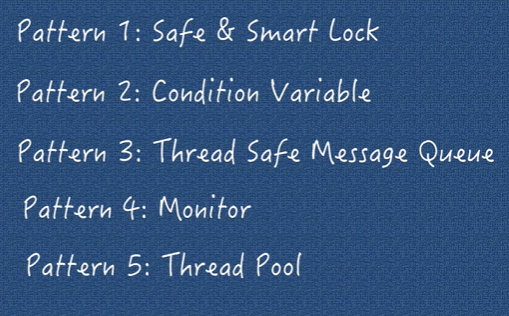 Pattern 1: Safe & Smart Lock
Pattern 2: Condition Variable
Pattern 3: Thread Safe Message Queue
Pattern 4: Monitor
Pattern 5: Thread Pool